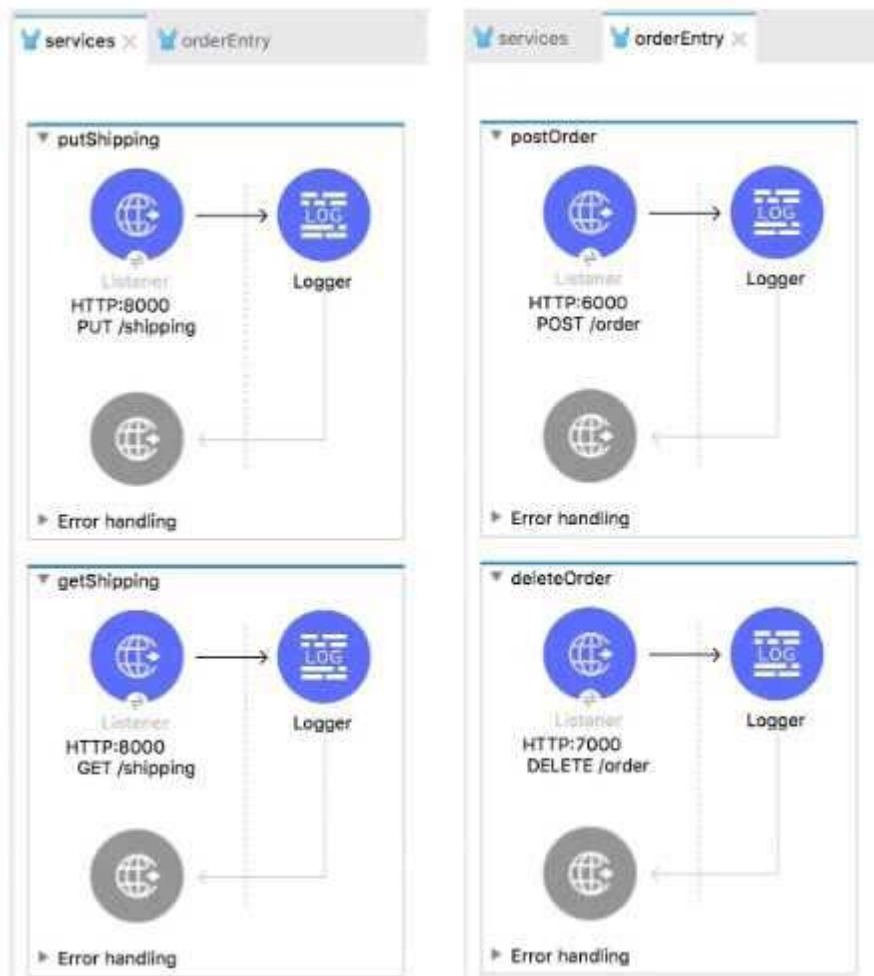 services
orderEntry
putShipping
LOG
Listener
Logger
HTTP:8000
PUT /shipping
Error handling
getShipping
LOG
Listener
Logger
HTTP:8000
GET /shipping
Error handling
services
orderEntry
postOrder
LOG
Listener
Logger
HTTP:6000
POST /order
Error handling
deleteOrder
LOG
Listener
Logger
HTTP:7000
DELETE /order
Error handling